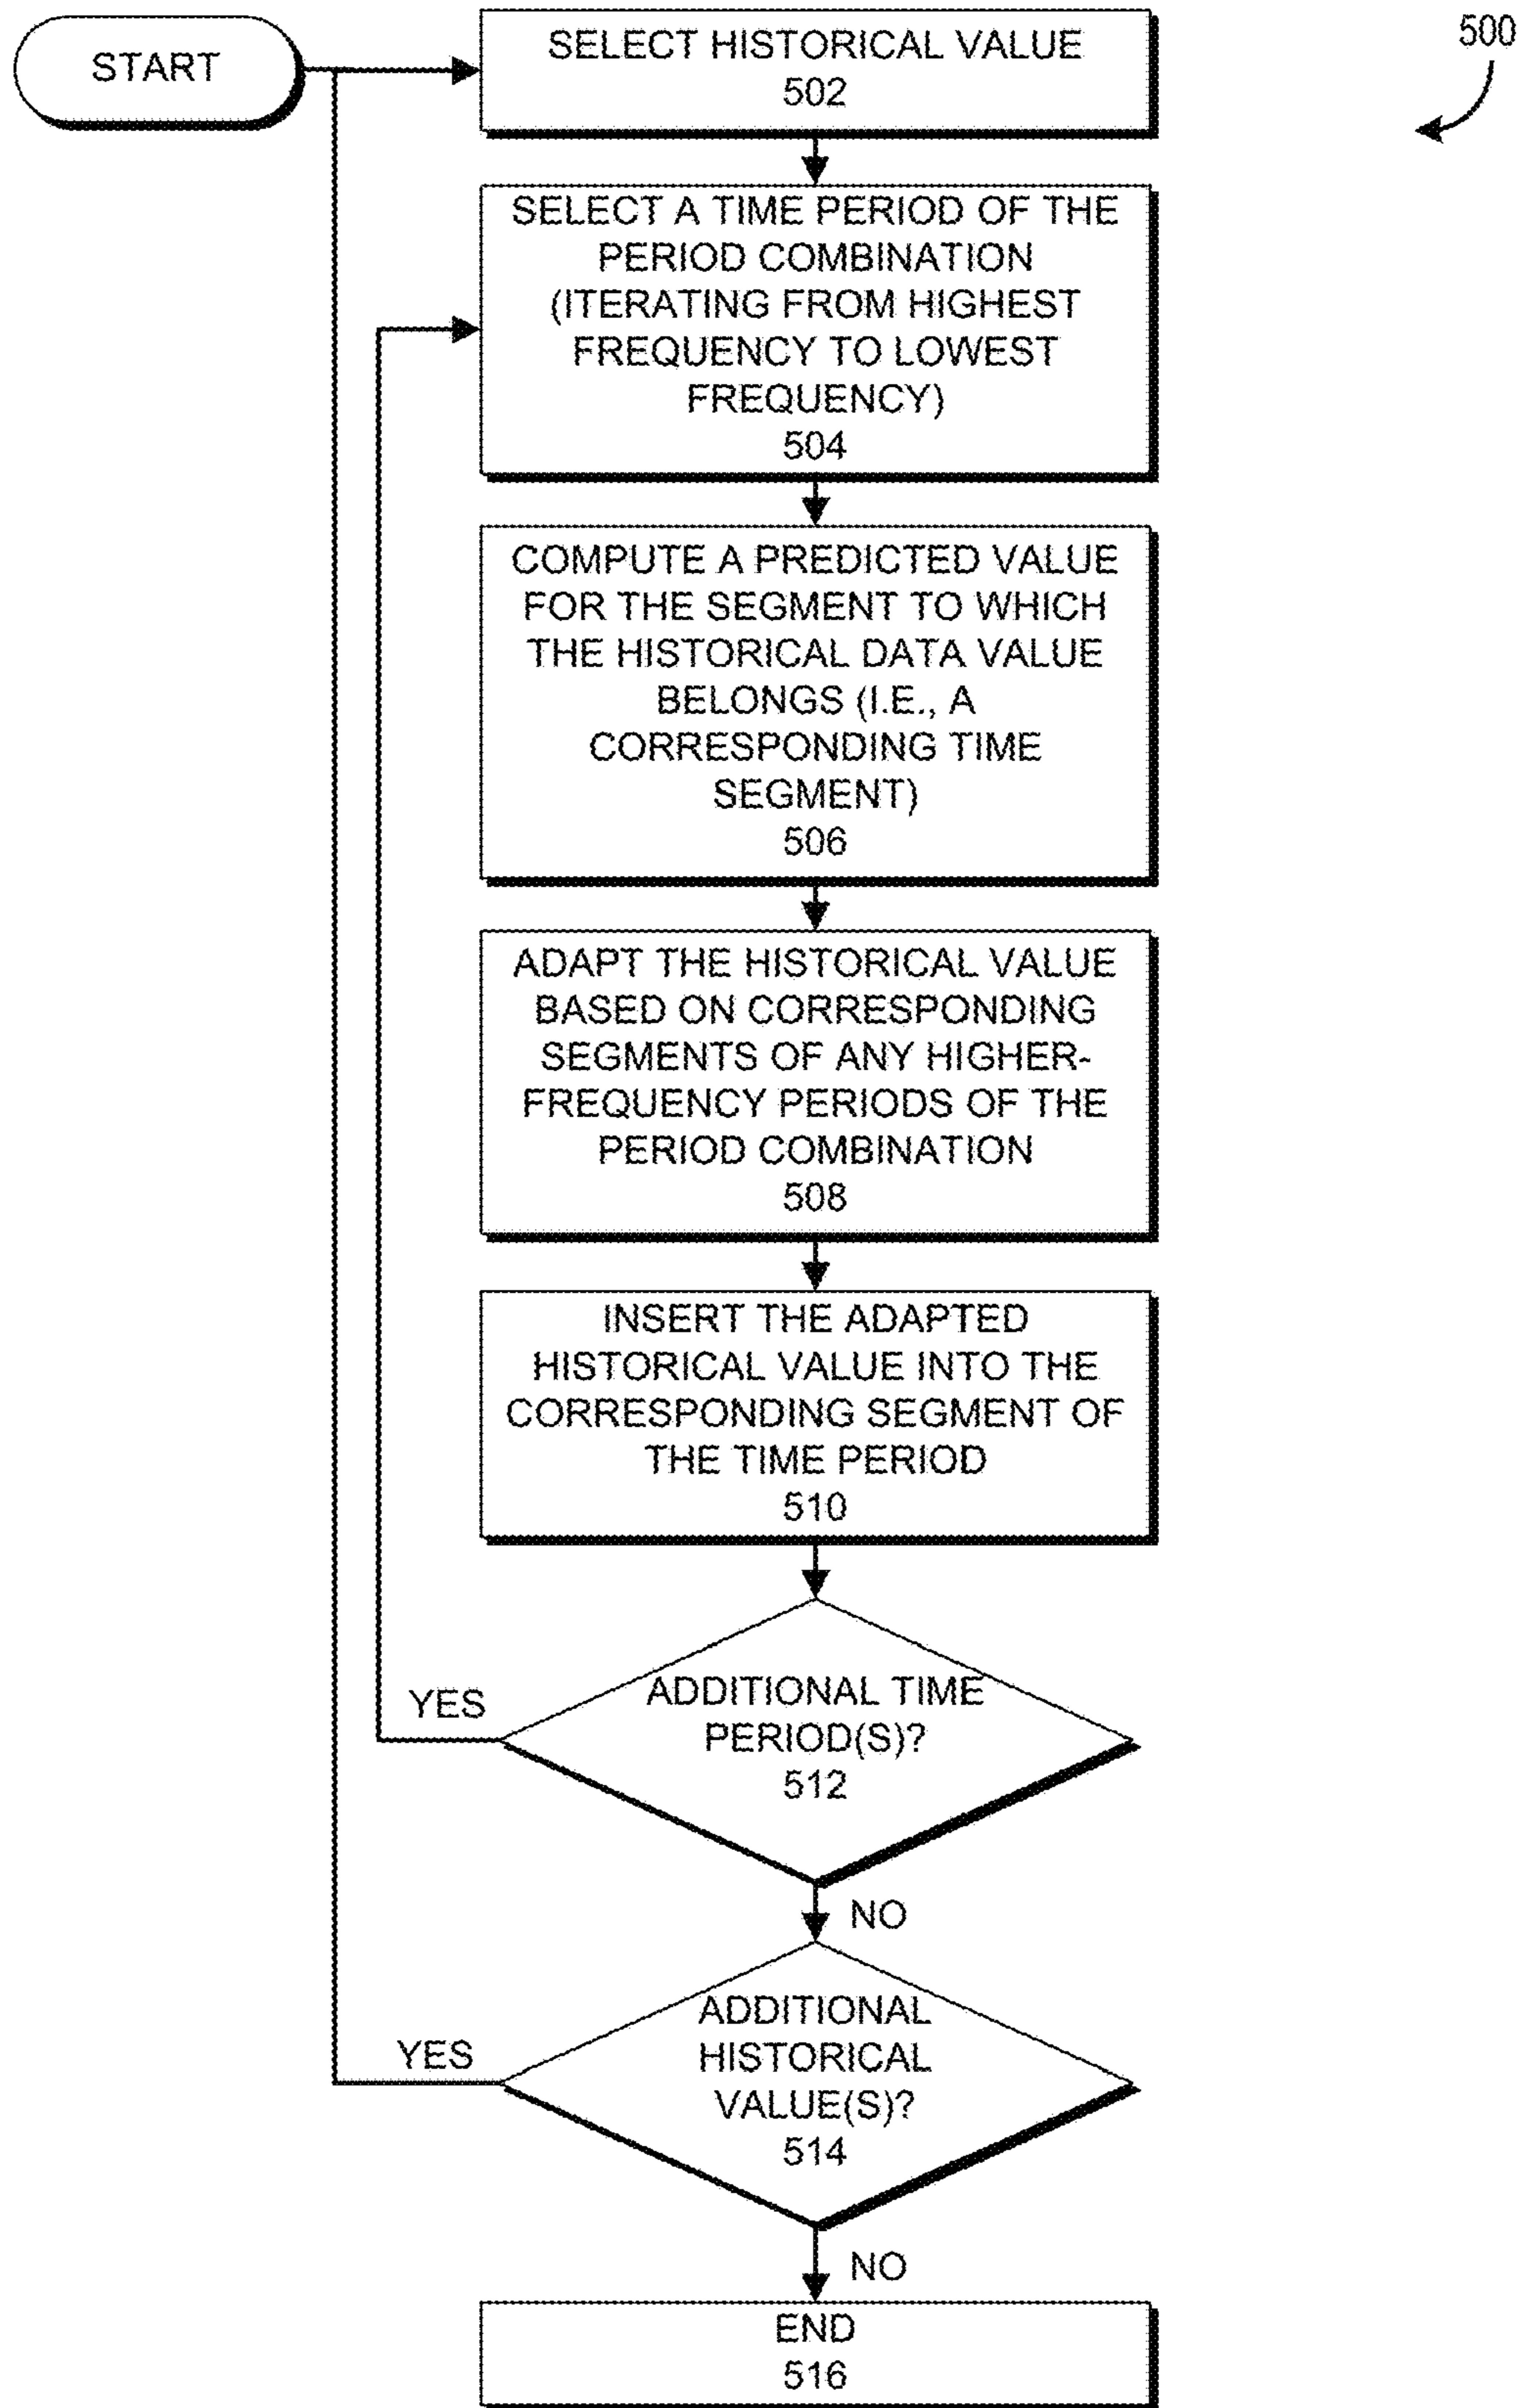 START
SELECT HISTORICAL VALUE
502
500
SELECT A TIME PERIOD OF THE
PERIOD COMBINATION
(ITERATING FROM HIGHEST
FREQUENCY TO LOWEST
FREQUENCY)
504
COMPUTE A PREDICTED VALUE
FOR THE SEGMENT TO WHICH
THE HISTORICAL DATA VALUE
BELONGS (I.E., A
CORRESPONDING TIME
SEGMENT)
506
ADAPT THE HISTORICAL VALUE
BASED ON CORRESPONDING
SEGMENTS OF ANY HIGHER-
FREQUENCY PERIODS OF THE
PERIOD COMBINATION
508
INSERT THE ADAPTED
HISTORICAL VALUE INTO THE
CORRESPONDING SEGMENT OF
THE TIME PERIOD
510
YES
ADDITIONAL TIME
PERIOD(S)?
512
NO
YES
ADDITIONAL
HISTORICAL
VALUE(S)?
514
NO
END
516